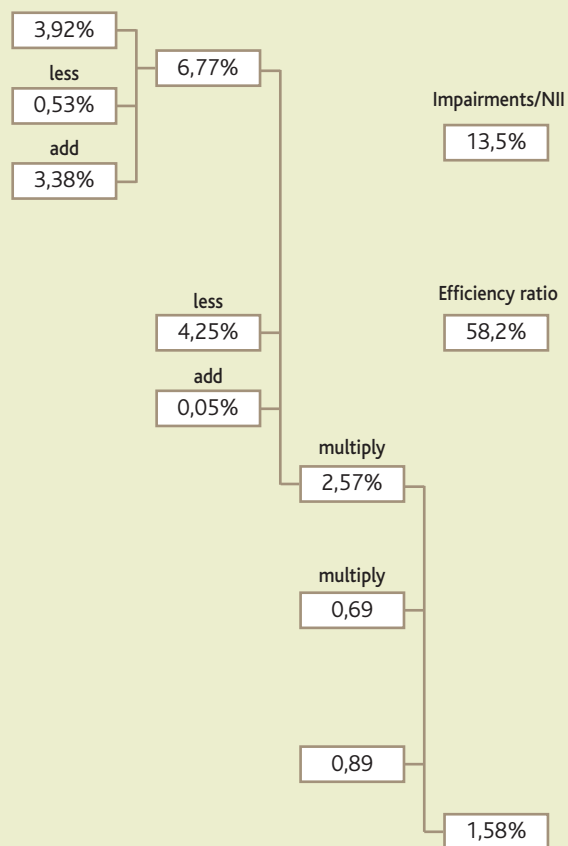 3,92%
6,77%
less
0,53%
Impairments/NII
13,5%
add
3,38%
less
4,25%
Efficiency ratio
58,2%
add
0,05%
multiply
2,57%
multiply
0,69
0,89
1,58%